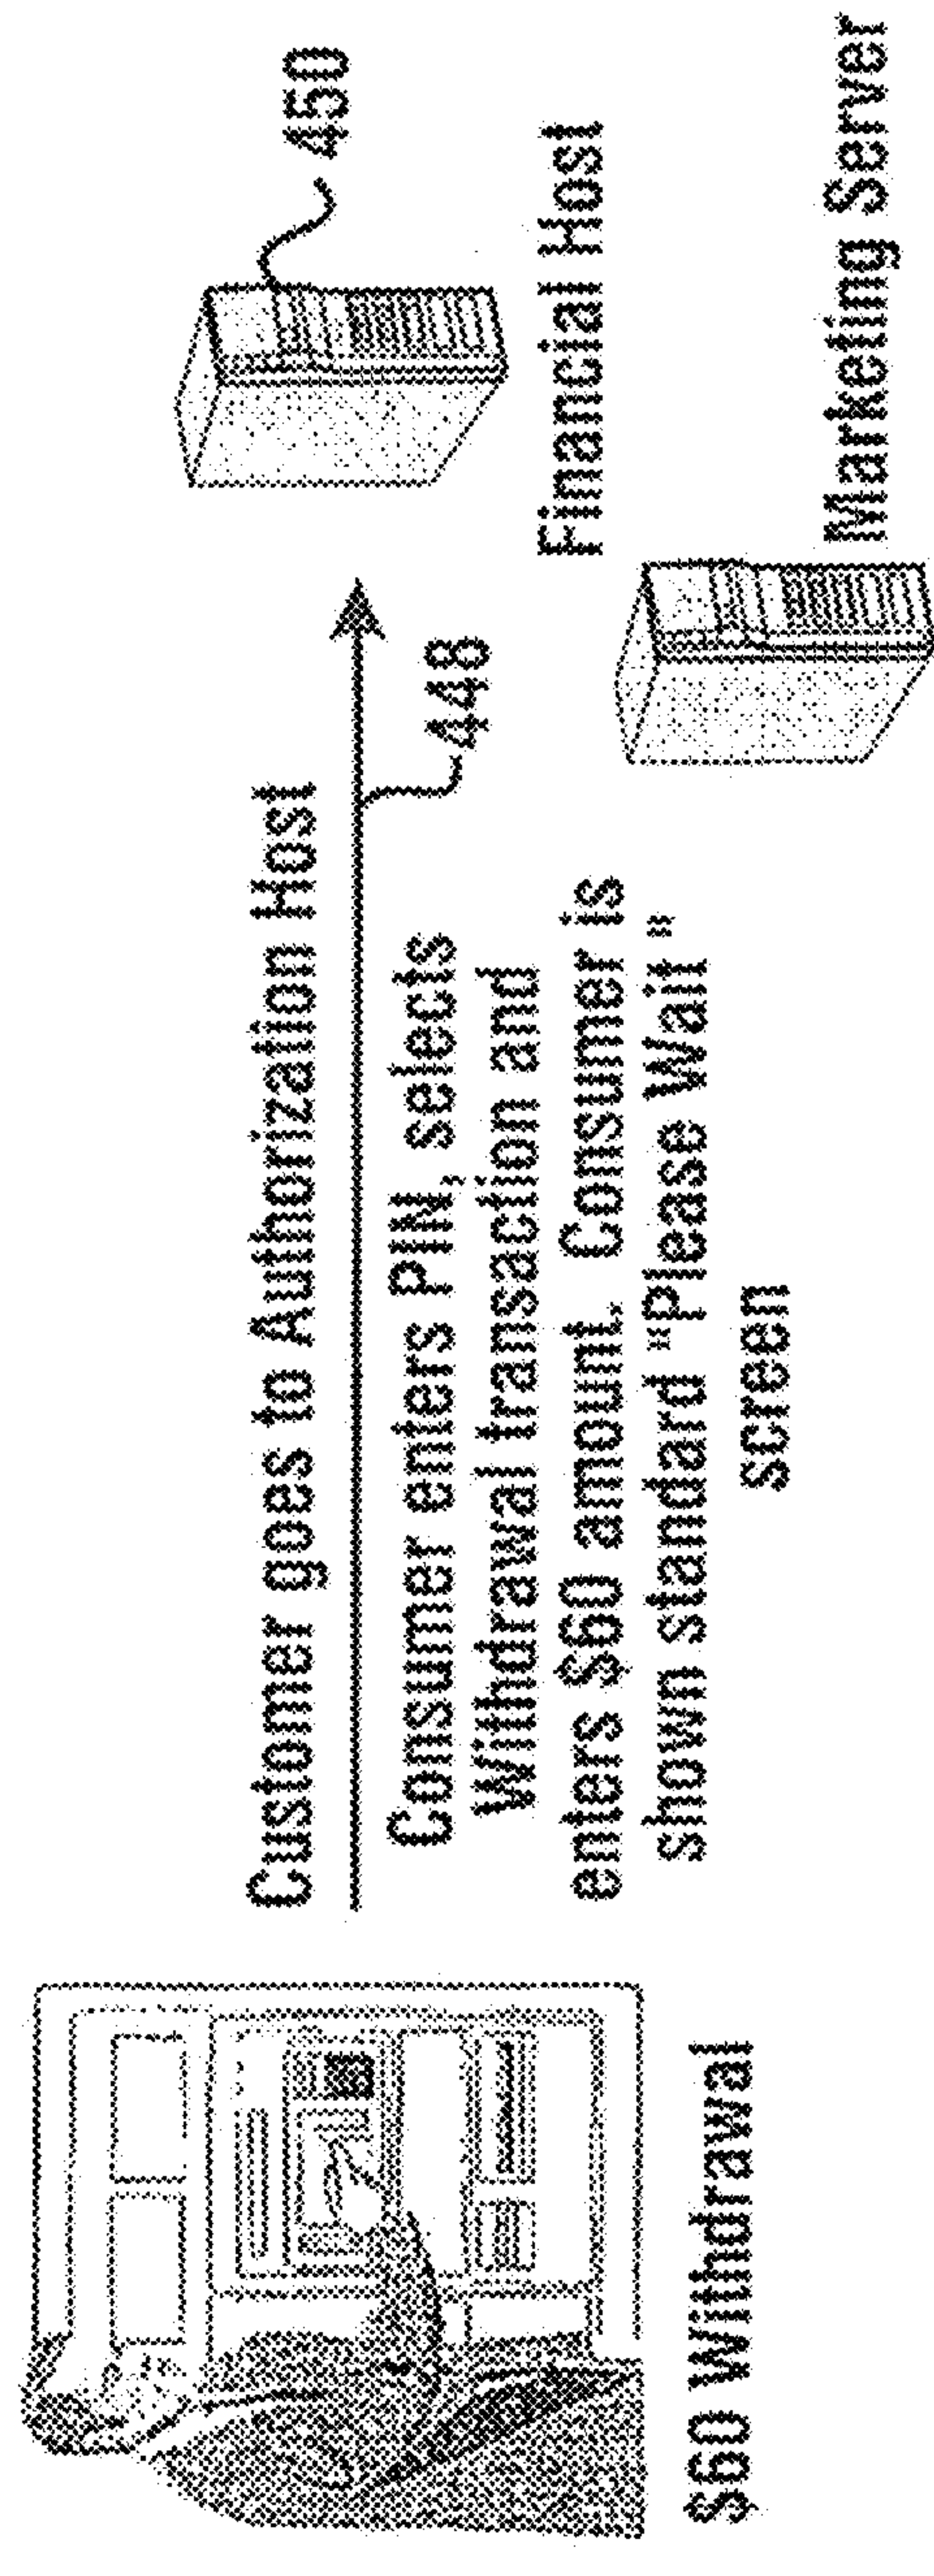 Customer goes to Authorization Host
450
448
Consumer enters PIN, selects
Withdrawal transaction and
enters $60 amount. Consumer is
shown standard "Please Wait"
screen
Financial Host
$60 Withdrawal
Marketing Server